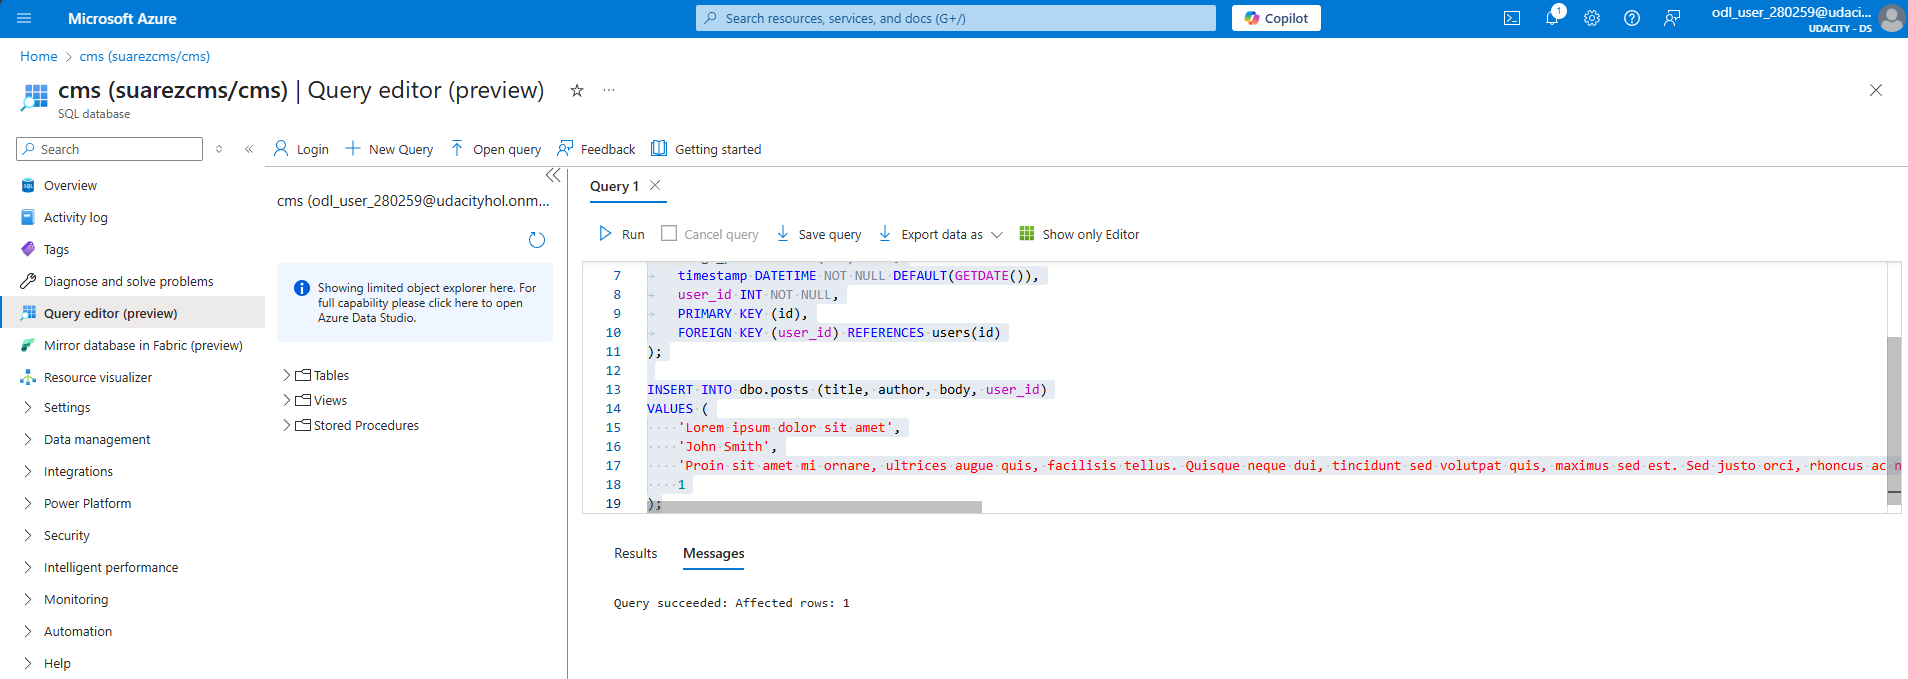 Microsoft Azure
Search resources, services, and docs (G+/)
Copilot
1
odl_user_280259@udaci...
UDACITY - DS
Home > cms (suarezcms/cms)
cms (suarezcms/cms) | Query editor (preview)
SQL database
Search
Overview
Activity log
Tags
Diagnose and solve problems
Query editor (preview)
Mirror database in Fabric (preview)
Resource visualizer
Settings
Data management
Integrations
Power Platform
Security
Intelligent performance
Monitoring
Automation
Help
Login
New Query
Open query
Feedback
Getting started
cms (odl_user_280259@udacityhol.onm...
Showing limited object explorer here. For
full capability please click here to open
Azure Data Studio.
Tables
Views
Stored Procedures
Query 1
Run
Cancel query
Save query
Export data as
Show only Editor
7 timestamp DATETIME NOT NULL DEFAULT(GETDATE()),
8 user_id INT NOT NULL,
9 PRIMARY KEY (id),
10 FOREIGN KEY (user_id) REFERENCES users(id)
11 );
12
13 INSERT INTO dbo.posts (title, author, body, user_id)
14 VALUES (
15 'Lorem ipsum dolor sit amet',
16 'John Smith',
17 'Proin sit amet mi ornare, ultrices augue quis, facilisis tellus. Quisque neque dui, tincidunt sed volutpat quis, maximus sed est. Sed justo orci, rhoncus ac n
18 1
19 );
Results
Messages
Query succeeded: Affected rows: 1